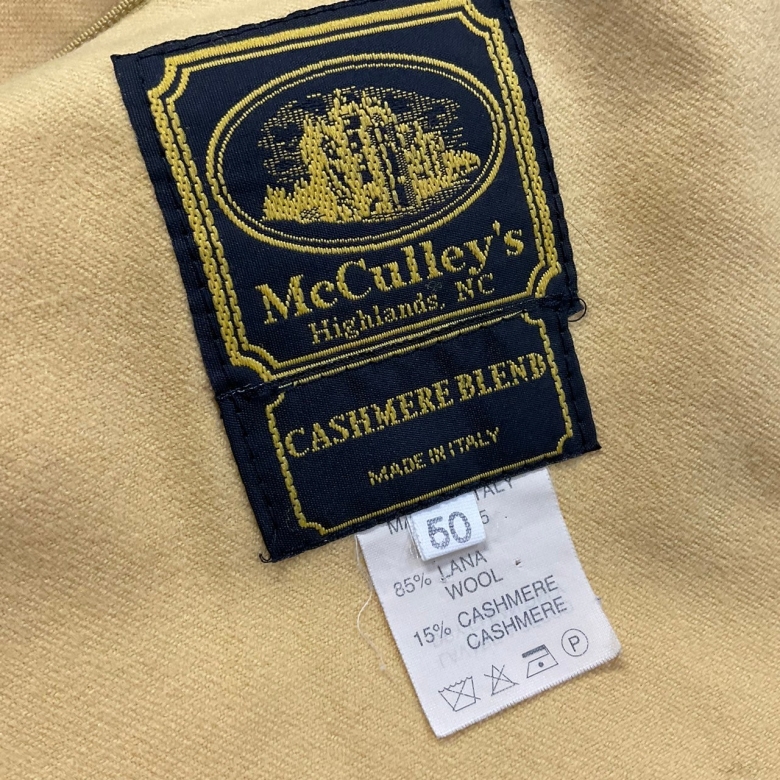 McCulley's
Highlands, NC
CASHMERE BLEND
MADE IN ITALY
50
85% LANA
WOOL
15% CASHMERE
CASHMERE
P